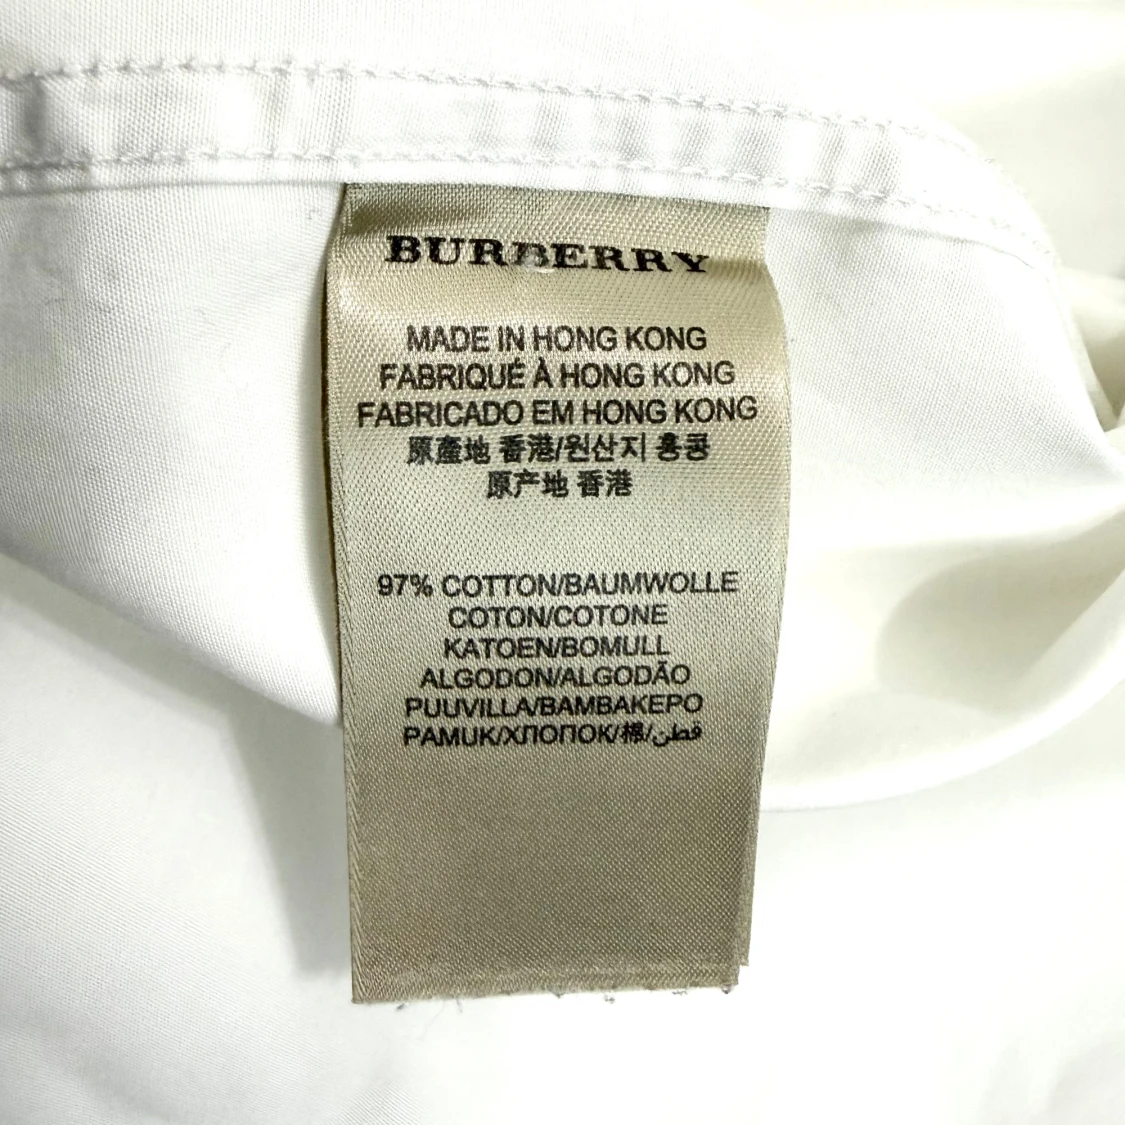 BURBERRY
MADE IN HONG KONG
FABRIQUÉ À HONG KONG
FABRICADO EM HONG KONG
原產地 香港/원산지 홍콩
原产地 香港
97% COTTON/BAUMWOLLE
COTON/COTONE
KATOEN/BOMULL
ALGODON/ALGODÃO
PUUVILLA/BAMBAKEPO
PAMUK/ХЛОПОК/棉/قطن